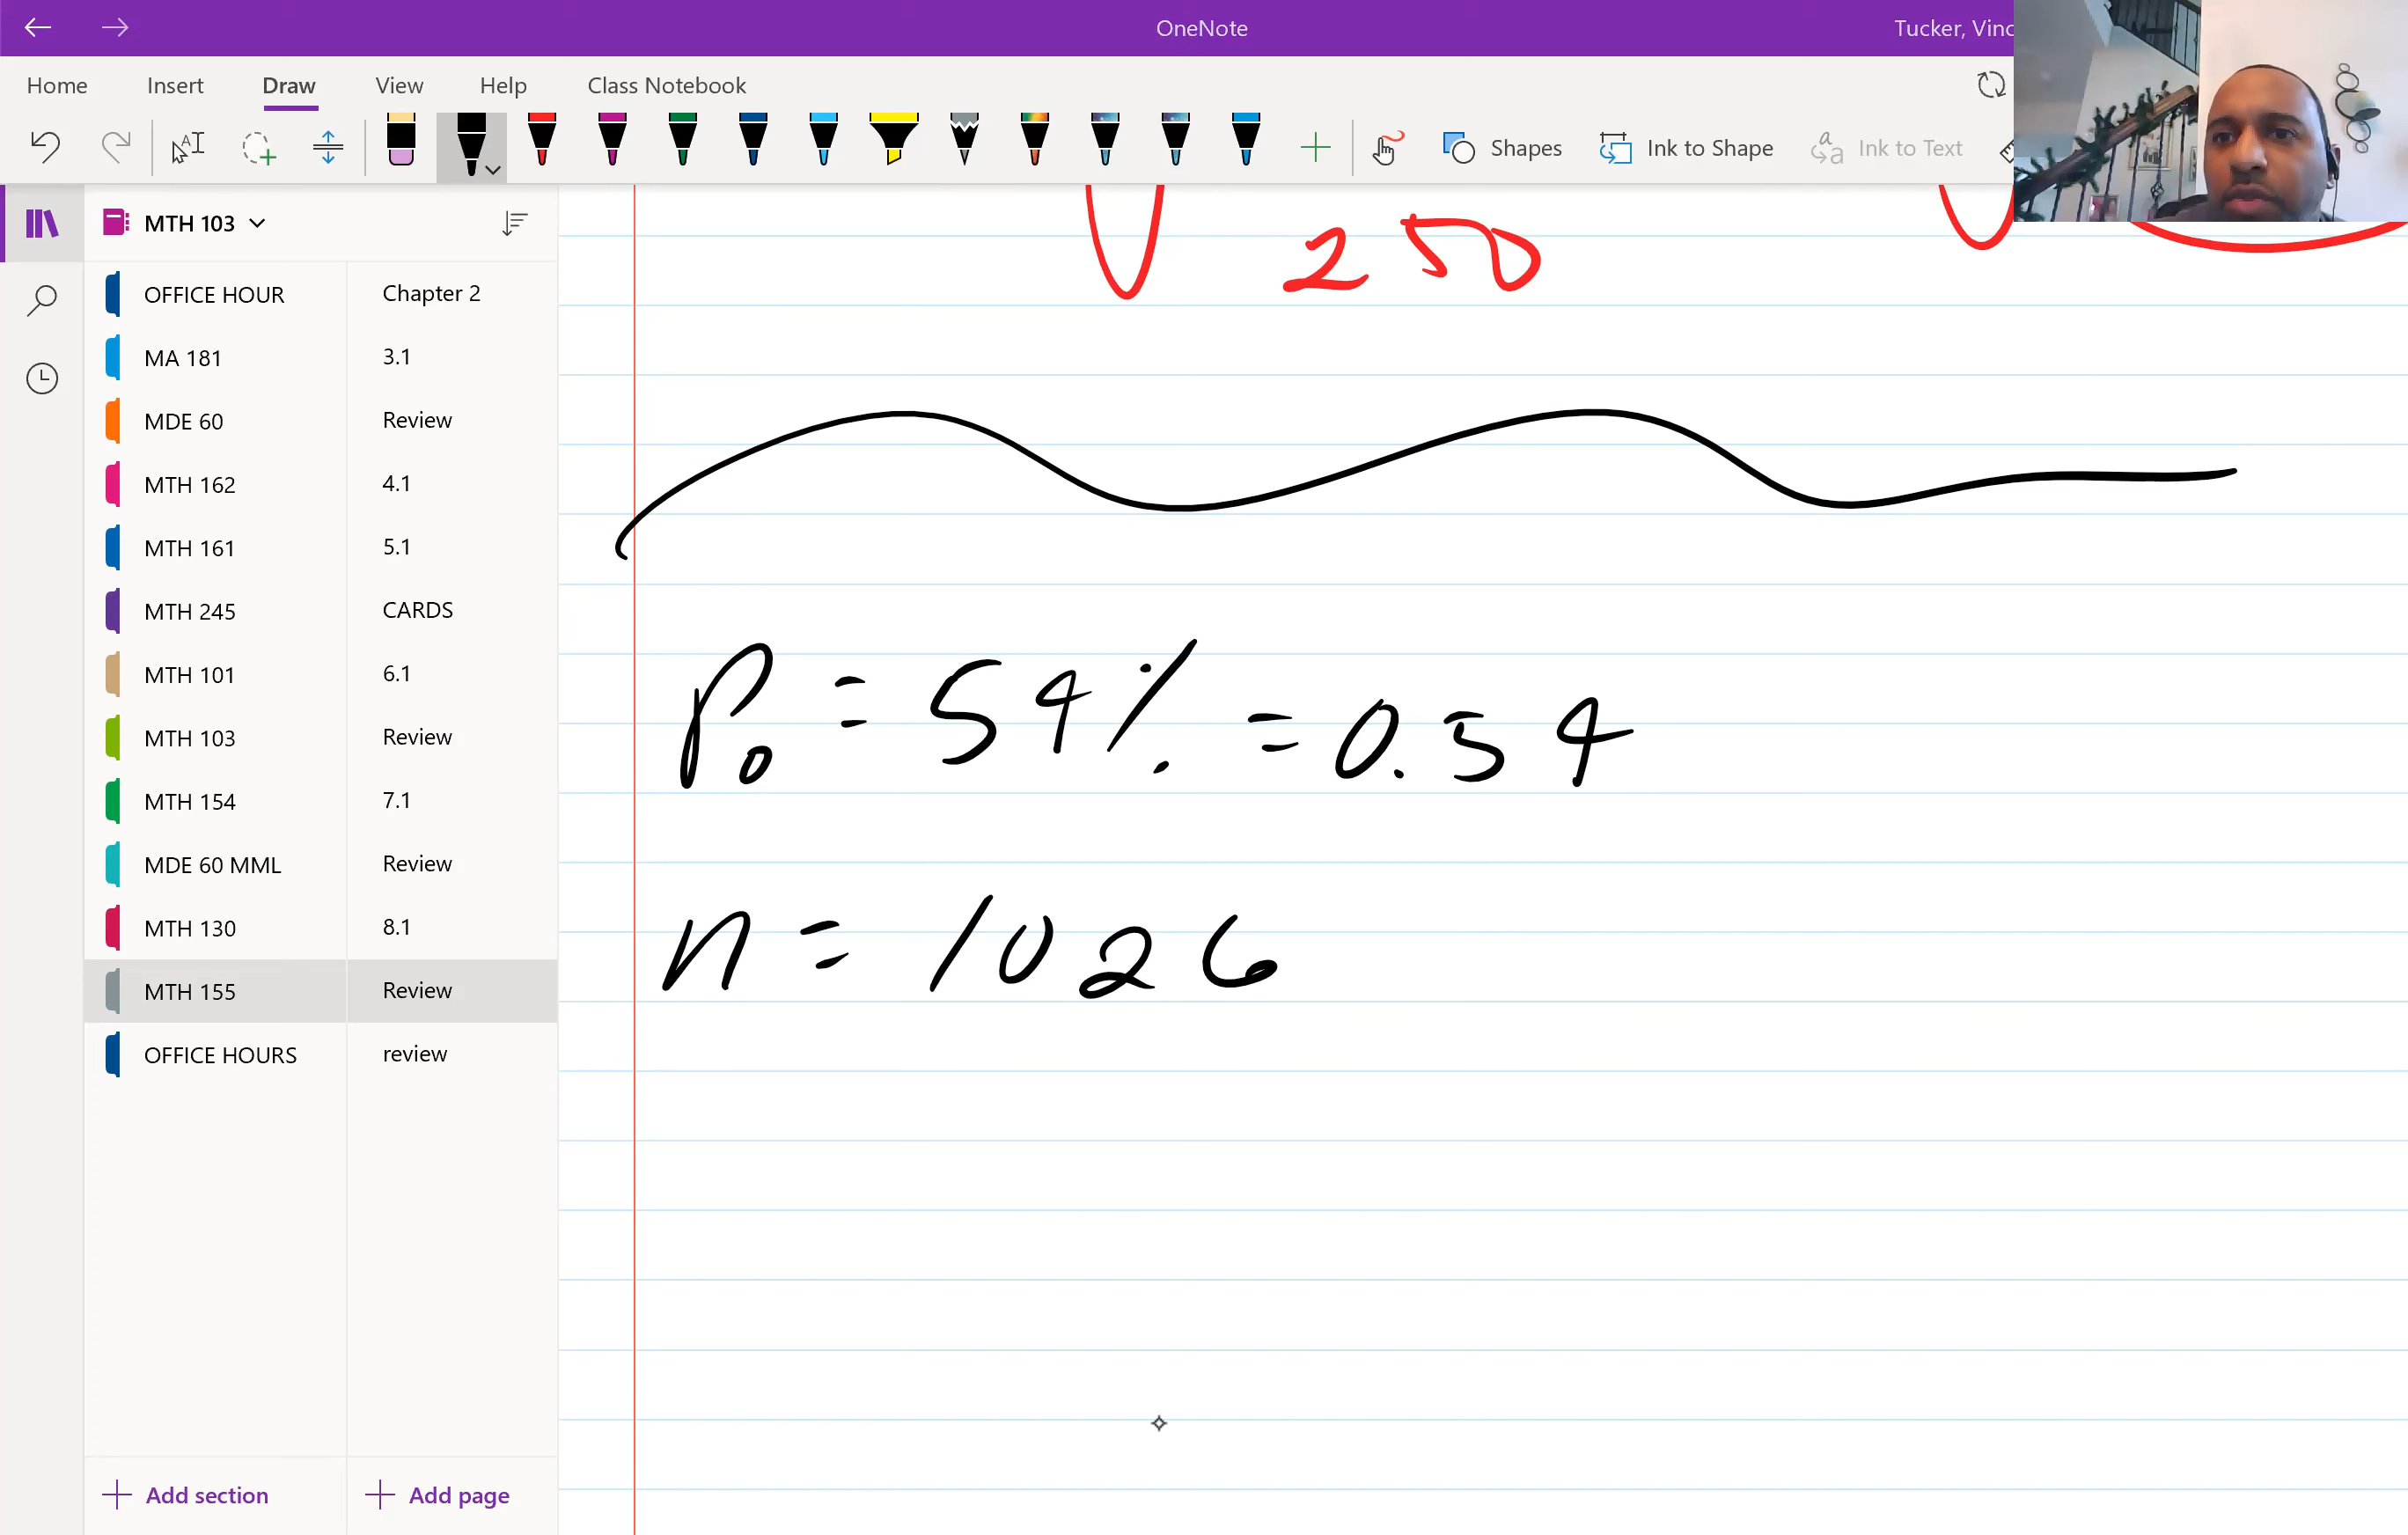 OneNote
Tucker, Vinc
Home Insert Draw View Help Class Notebook
Shapes Ink to Shape Ink to Text
MTH 103
OFFICE HOUR Chapter 2
MA 181 3.1
MDE 60 Review
MTH 162 4.1
MTH 161 5.1
MTH 245 CARDS
MTH 101 6.1
MTH 103 Review
MTH 154 7.1
MDE 60 MML Review
MTH 130 8.1
MTH 155 Review
OFFICE HOURS review
Add section Add page
250
P₀ = 54% = 0.54
n = 1026